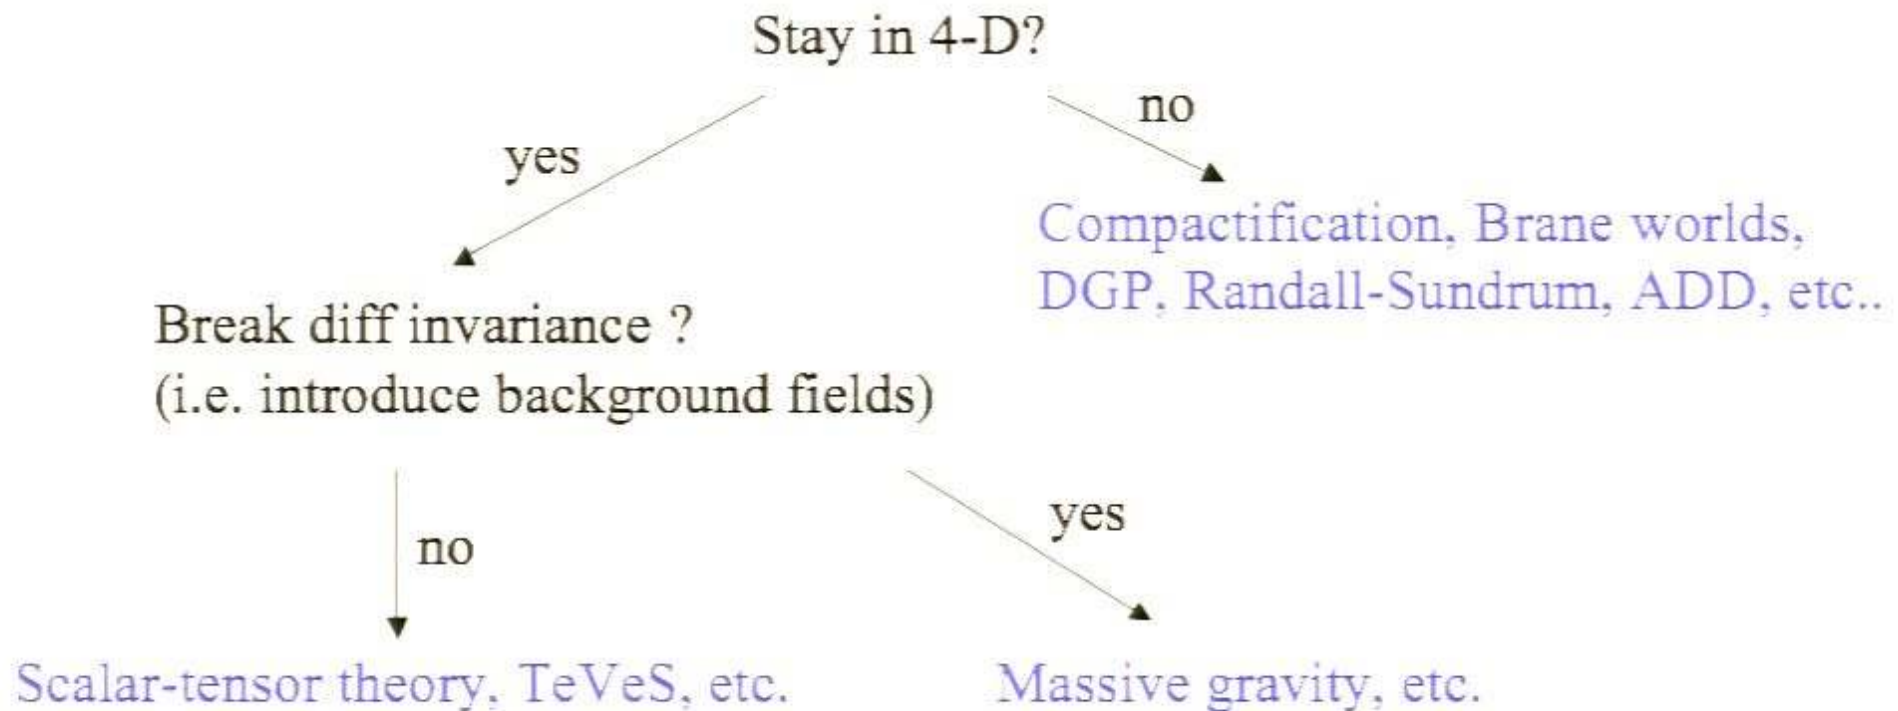 Stay in 4-D?
no
yes
Compactification, Brane worlds,
DGP, Randall-Sundrum, ADD, etc..
Break diff invariance ?
(i.e. introduce background fields)
yes
no
Scalar-tensor theory, TeVeS, etc.
Massive gravity, etc.